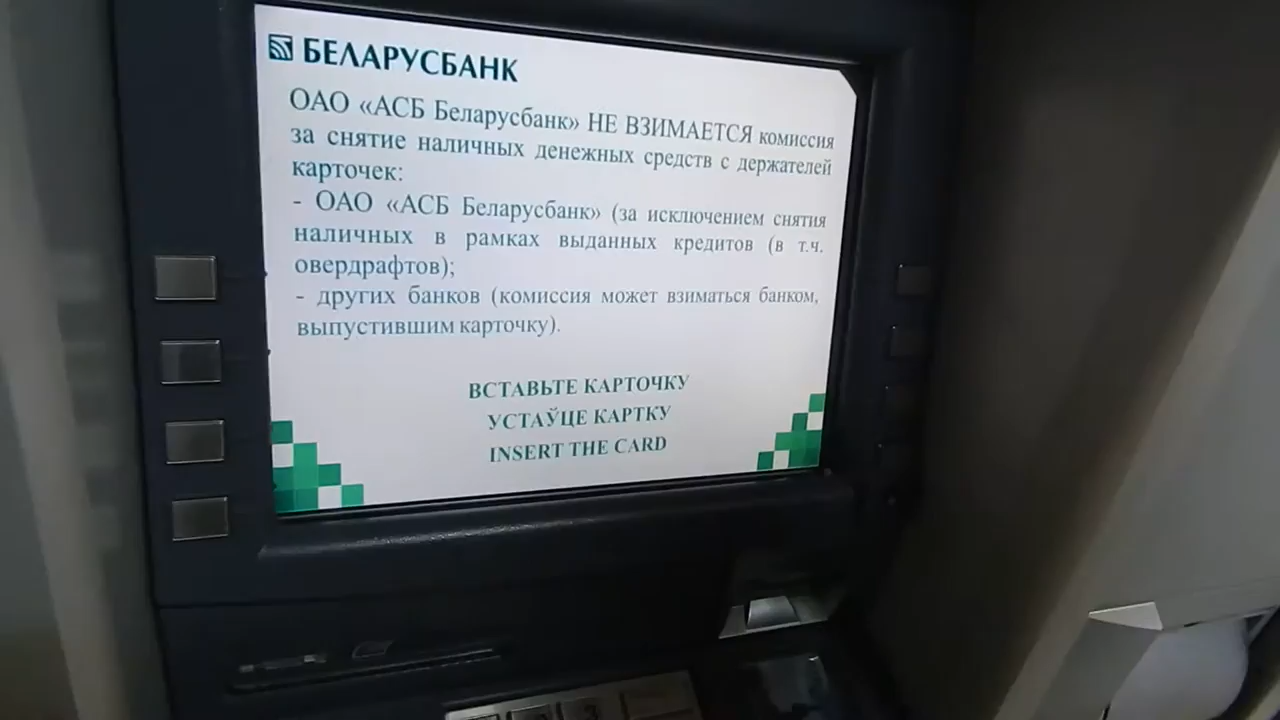 БЕЛАРУСБАНК
ОАО «АСБ Беларусбанк» НЕ ВЗИМАЕТСЯ комиссия
за снятие наличных денежных средств с держателей
карточек:
- ОАО «АСБ Беларусбанк» (за исключением снятия
наличных в рамках выданных кредитов (в т.ч.
овердрафтов);
- других банков (комиссия может взиматься банком,
выпустившим карточку).
ВСТАВЬТЕ КАРТОЧКУ
УСТАЎЦЕ КАРТКУ
INSERT THE CARD